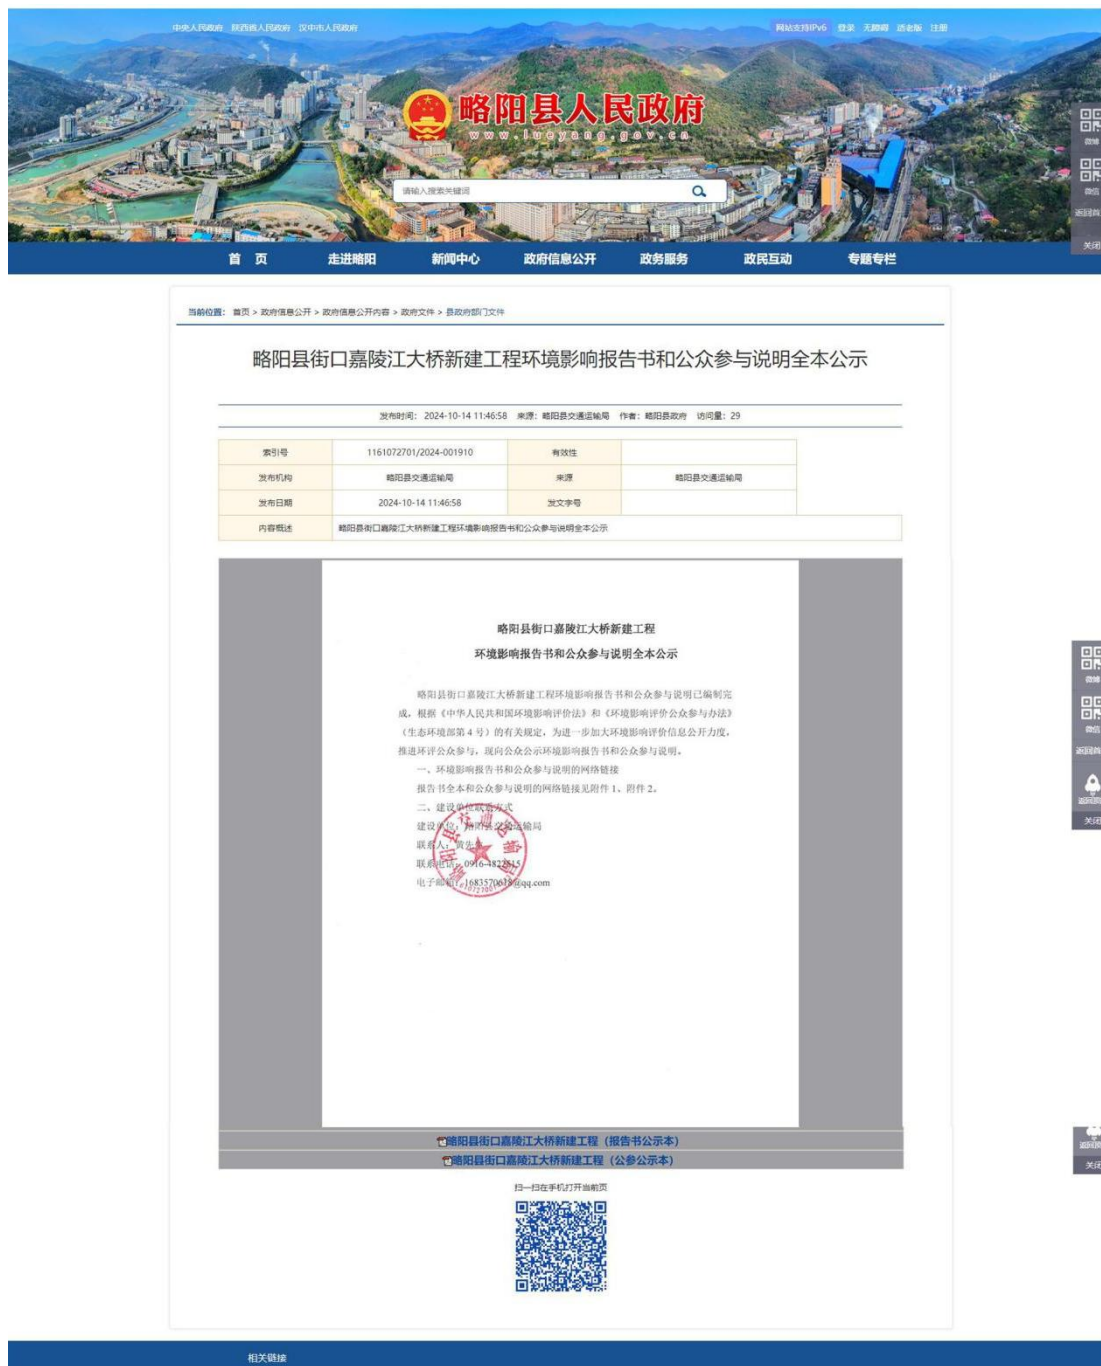 中央人民政府 陕西省人民政府 汉中市人民政府 网站支持IPv6 登录 无障碍 适老版 注册
略阳县人民政府
www.lueyang.gov.cn
请输入搜索关键词
微博
微信
关闭
首 页 走进略阳 新闻中心 政府信息公开 政务服务 政民互动 专题专栏
当前位置： 首页 > 政府信息公开 > 政府信息公开内容 > 政府文件 > 县政府部门文件
略阳县街口嘉陵江大桥新建工程环境影响报告书和公众参与说明全本公示
发布时间： 2024-10-14 11:46:58 来源：略阳县交通运输局 作者：略阳县政府 访问量：29
索引号 1161072701/2024-001910 有效性
发布机构 略阳县交通运输局 来源 略阳县交通运输局
发布日期 2024-10-14 11:46:58 发文字号
内容概述 略阳县街口嘉陵江大桥新建工程环境影响报告书和公众参与说明全本公示
略阳县街口嘉陵江大桥新建工程
环境影响报告书和公众参与说明全本公示
略阳县街口嘉陵江大桥新建工程环境影响报告书和公众参与说明已编制完
成，根据《中华人民共和国环境影响评价法》和《环境影响评价公众参与办法》
（生态环境部第 4 号）的有关规定，为进一步加大环境影响评价信息公开力度，
推进环评公众参与，现向公众公示环境影响报告书和公众参与说明。
一、环境影响报告书和公众参与说明的网络链接
报告书全本和公众参与说明的网络链接见附件 1、附件 2。
二、建设单位联系方式
建设单位：略阳县交通运输局
联系人：黄先生
联系电话：0916-4822515
电子邮箱：1683570618@qq.com
微博
微信
关闭
略阳县街口嘉陵江大桥新建工程（报告书公示本）
略阳县街口嘉陵江大桥新建工程（公参公示本）
关闭
扫一扫在手机打开当前页
相关链接